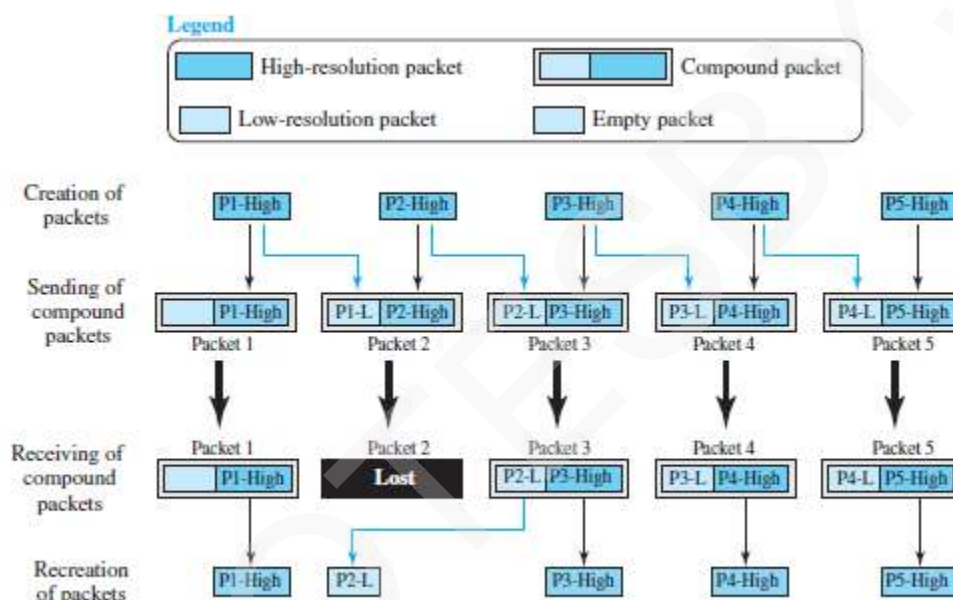 Legend
High-resolution packet Compound packet
Low-resolution packet Empty packet
Creation of
packets
P1-High P2-High P3-High P4-High P5-High
Sending of
compound
packets
P1-High P1-L P2-High P2-L P3-High P3-L P4-High P4-L P5-High
Packet 1 Packet 2 Packet 3 Packet 4 Packet 5
Receiving of
compound
packets
Packet 1 Packet 2 Packet 3 Packet 4 Packet 5
P1-High Lost P2-L P3-High P3-L P4-High P4-L P5-High
Recreation
of packets
P1-High P2-L P3-High P4-High P5-High